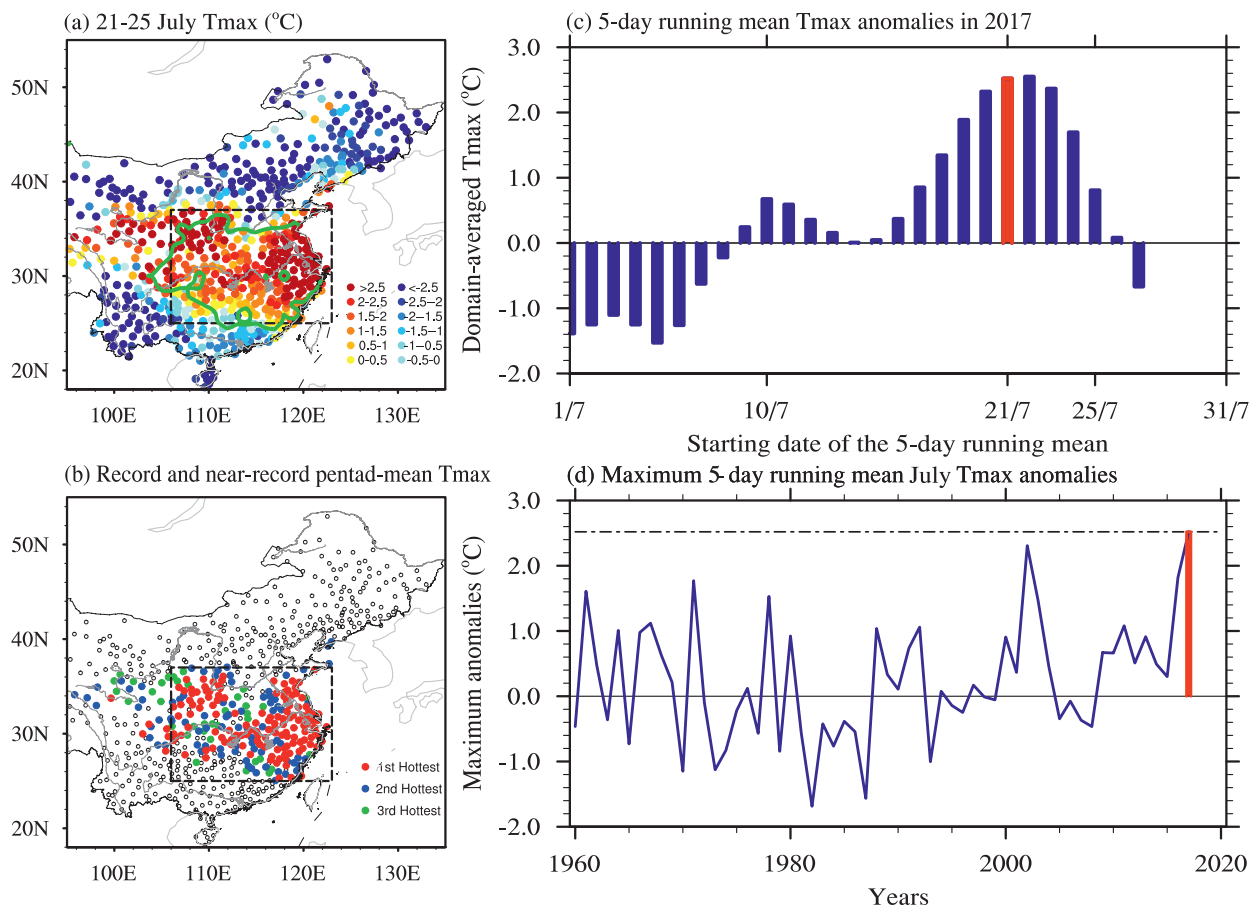 (a) 21-25 July Tmax (°C)
50N
40N
30N
20N
100E 110E 120E 130E
>2.5 <-2.5
2-2.5 2.5–2
1.5-2 -2–1.5
1-1.5 -1.5–1
0.5-1 -1–0.5
0-0.5 -0.5-0
(c) 5-day running mean Tmax anomalies in 2017
Domain-averaged Tmax (°C)
3.0
2.0
1.0
0.0
-1.0
-2.0
1/7 10/7 21/7 25/7 31/7
Starting date of the 5-day running mean
(b) Record and near-record pentad-mean Tmax
50N
40N
30N
20N
100E 110E 120E 130E
1st Hottest
2nd Hottest
3rd Hottest
(d) Maximum 5-day running mean July Tmax anomalies
Maximum anomalies (°C)
3.0
2.0
1.0
0.0
-1.0
-2.0
1960 1980 2000 2020
Years